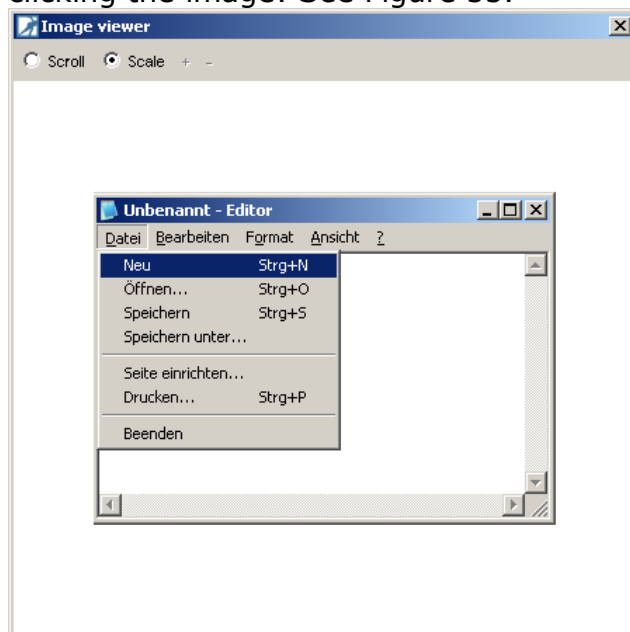 clicking the image. See Figure
Image viewer
Scroll Scale + -
Unbenannt - Editor
Datei Bearbeiten Format Ansicht ?
Neu Strg+N
Öffnen... Strg+O
Speichern Strg+S
Speichern unter...
Seite einrichten...
Drucken... Strg+P
Beenden